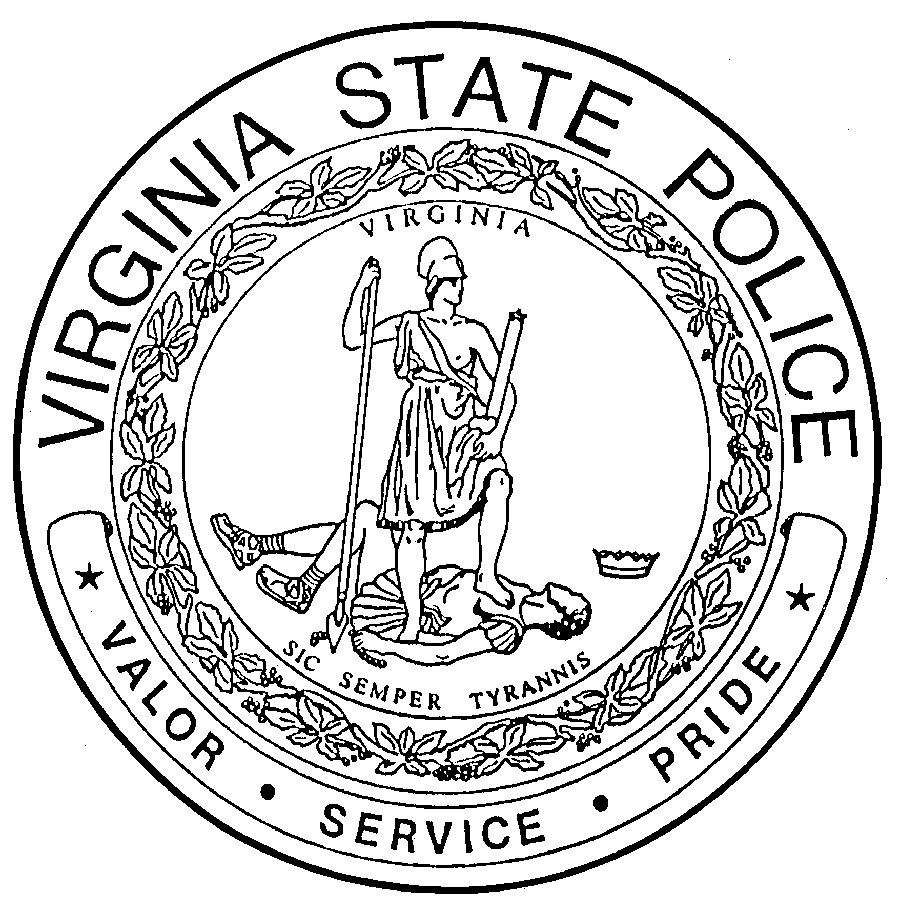 VIRGINIA STATE POLICE
VIRGINIA
SIC SEMPER TYRANNIS
VALOR • SERVICE • PRIDE